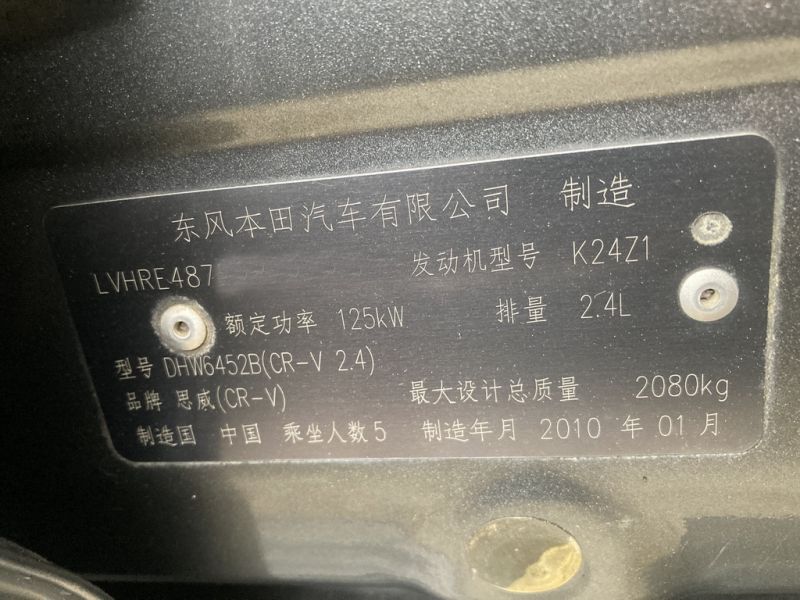 东风本田汽车有限公司 制造
LVHRE487 发动机型号 K24Z1
额定功率 125kW 排量 2.4L
型号 DHW6452B(CR-V 2.4)
品牌 思威(CR-V) 最大设计总质量 2080kg
制造国 中国 乘坐人数 5 制造年月 2010 年 01 月